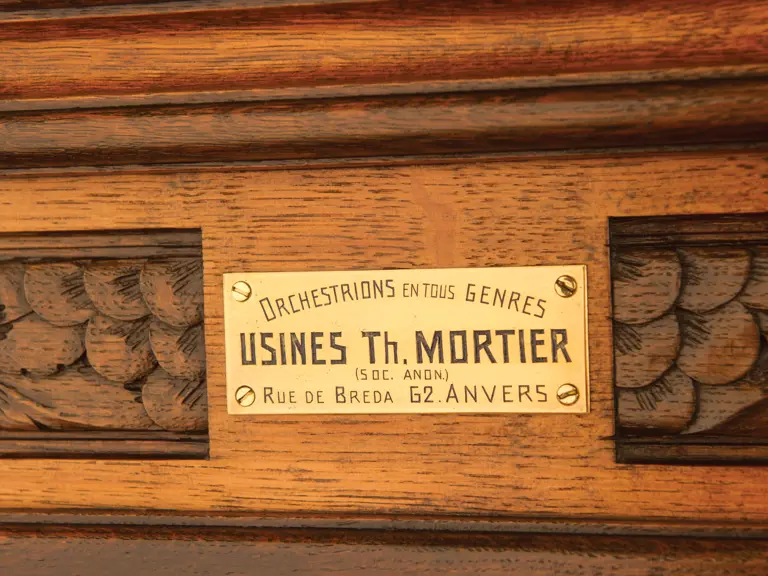 ORCHESTRIONS EN TOUS GENRES
USINES Th. MORTIER
(SOC. ANON.)
RUE DE BREDA 62. ANVERS